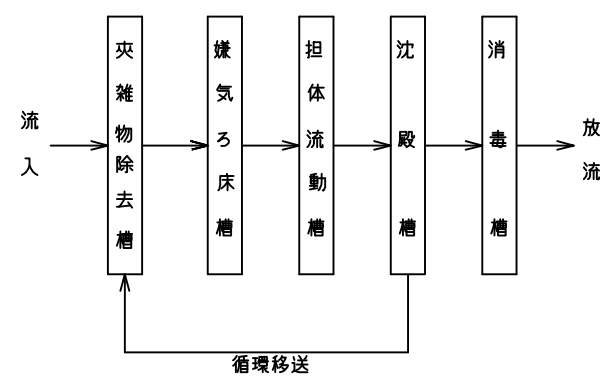 流入
夾雑物除去槽
嫌気ろ床槽
担体流動槽
沈殿槽
消毒槽
放流
循環移送